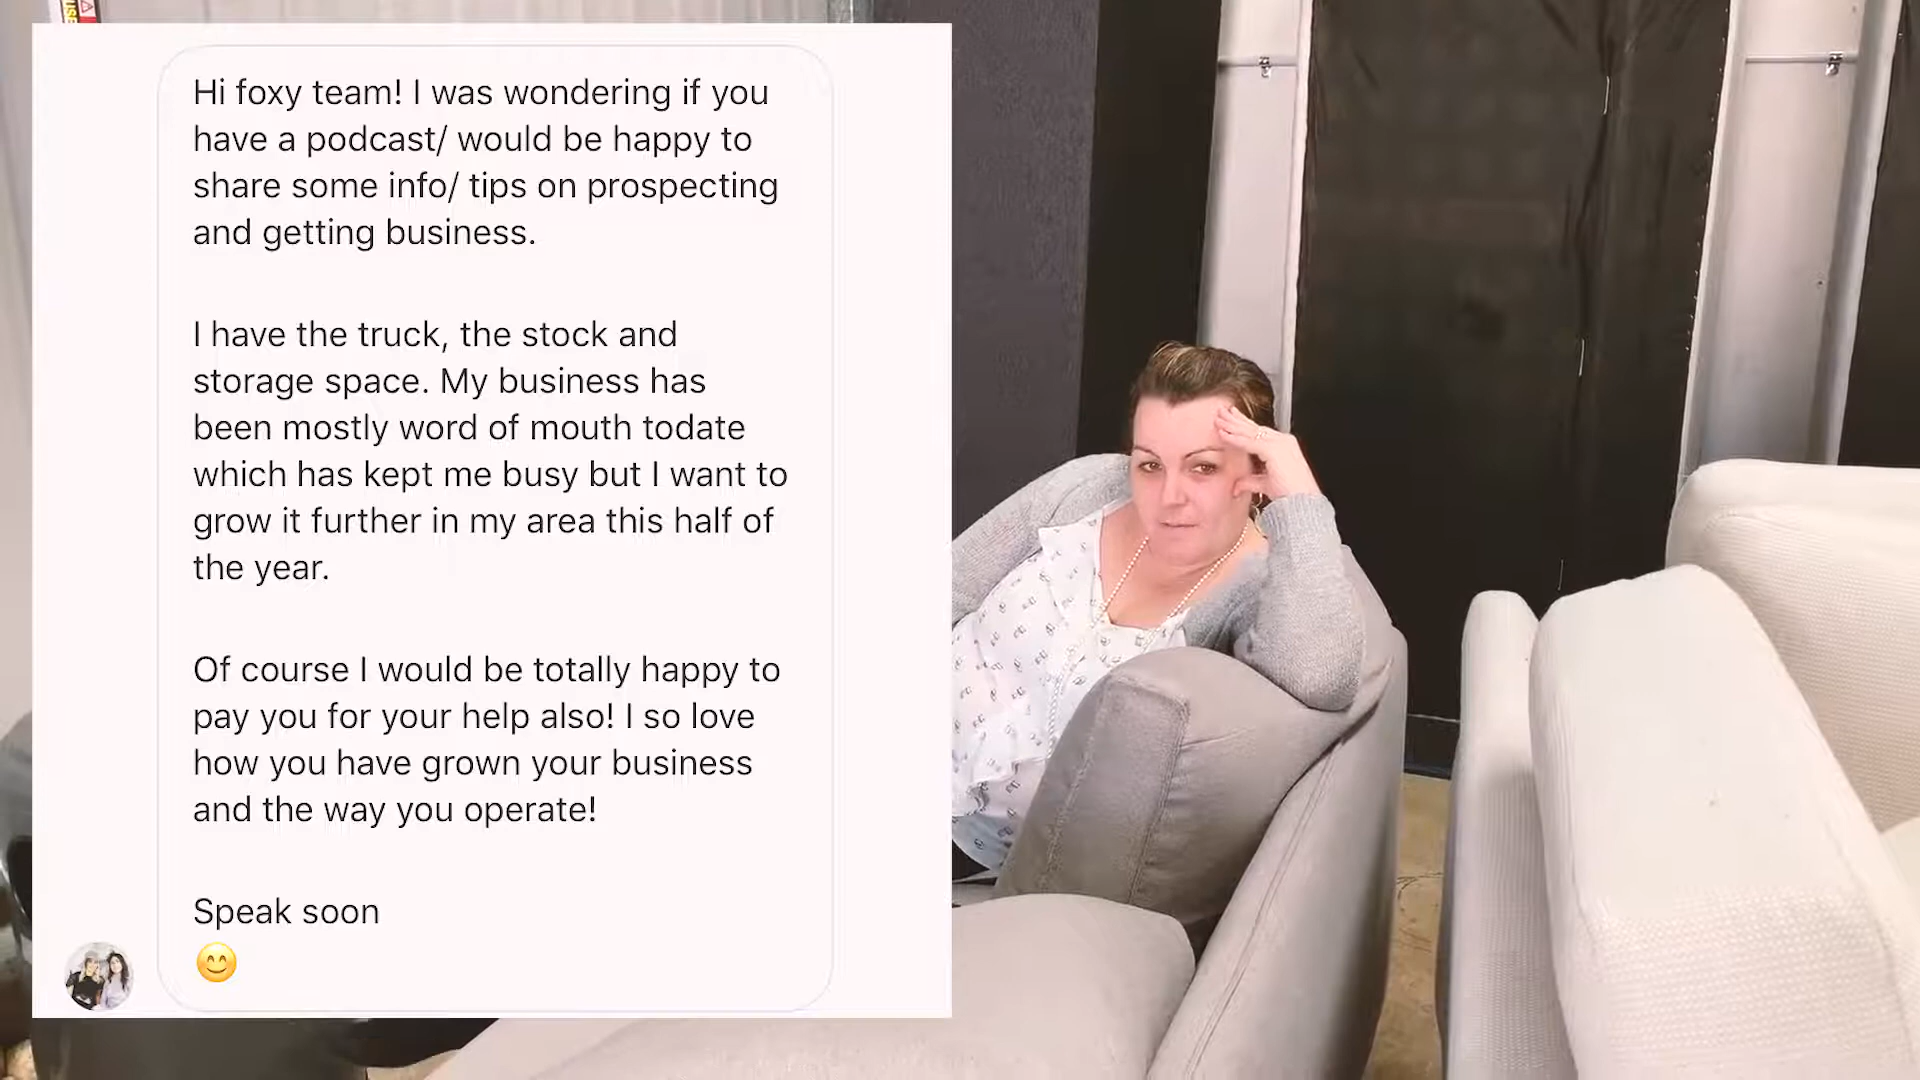 Hi foxy team! I was wondering if you
have a podcast/ would be happy to
share some info/ tips on prospecting
and getting business.
I have the truck, the stock and
storage space. My business has
been mostly word of mouth todate
which has kept me busy but I want to
grow it further in my area this half of
the year.
Of course I would be totally happy to
pay you for your help also! I so love
how you have grown your business
and the way you operate!
Speak soon
😊